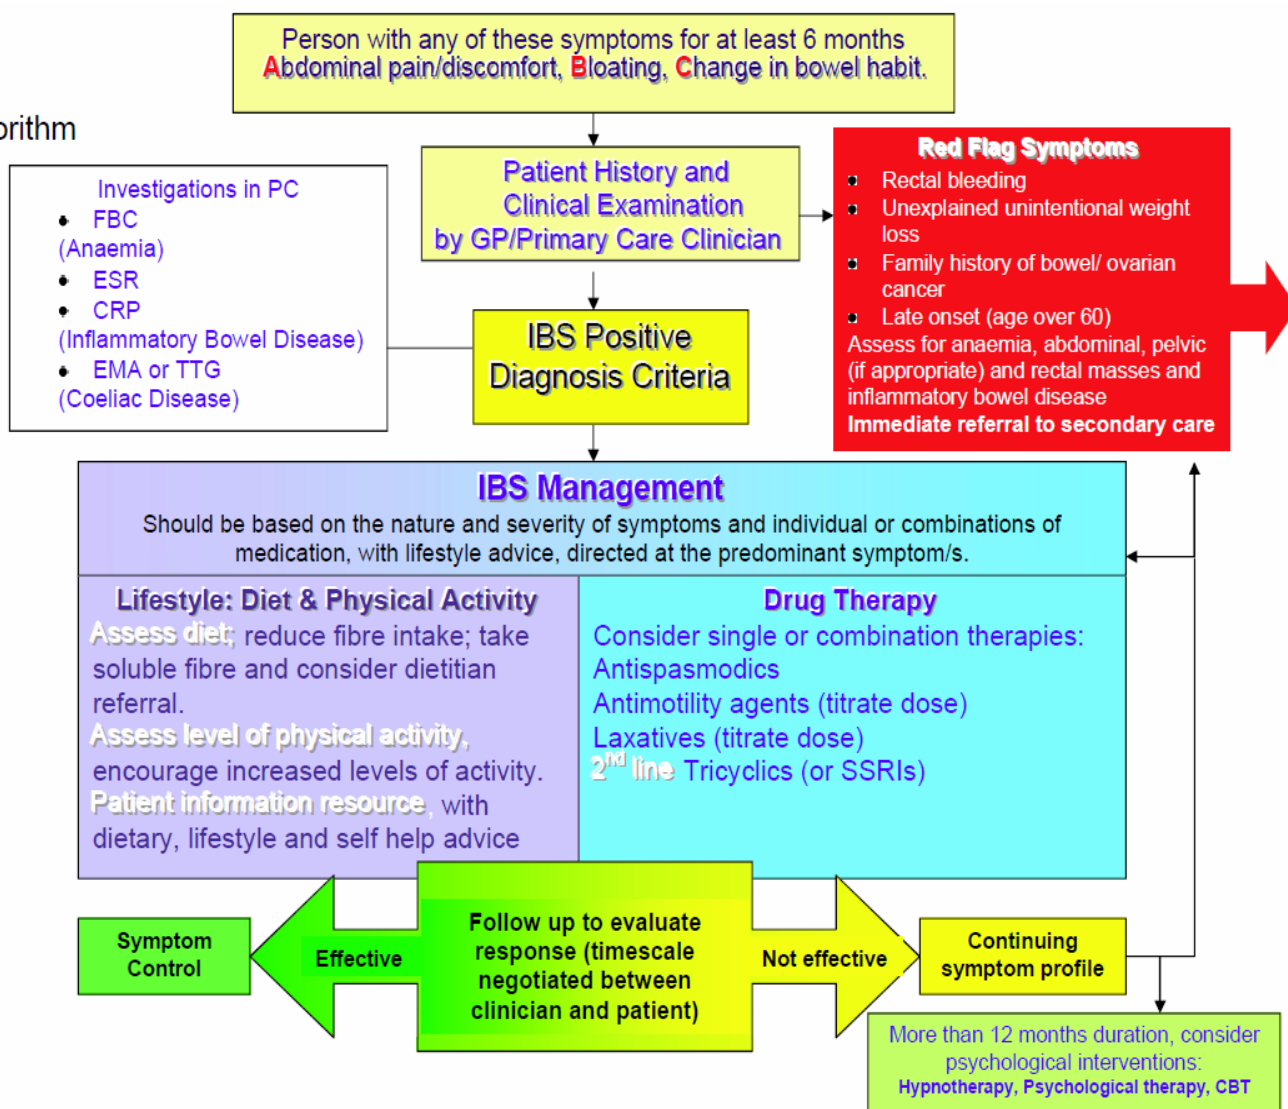 Person with any of these symptoms for at least 6 months
Abdominal pain/discomfort, Bloating, Change in bowel habit.
orithm
Investigations in PC
• FBC
(Anaemia)
• ESR
• CRP
(Inflammatory Bowel Disease)
• EMA or TTG
(Coeliac Disease)
Patient History and
Clinical Examination
by GP/Primary Care Clinician
Red Flag Symptoms
• Rectal bleeding
• Unexplained unintentional weight
loss
• Family history of bowel/ ovarian
cancer
• Late onset (age over 60)
Assess for anaemia, abdominal, pelvic
(if appropriate) and rectal masses and
inflammatory bowel disease
Immediate referral to secondary care
IBS Positive
Diagnosis Criteria
IBS Management
Should be based on the nature and severity of symptoms and individual or combinations of
medication, with lifestyle advice, directed at the predominant symptom/s.
Lifestyle: Diet & Physical Activity
Assess diet; reduce fibre intake; take
soluble fibre and consider dietitian
referral.
Assess level of physical activity,
encourage increased levels of activity.
Patient information resource, with
dietary, lifestyle and self help advice
Drug Therapy
Consider single or combination therapies:
Antispasmodics
Antimotility agents (titrate dose)
Laxatives (titrate dose)
2nd line Tricyclics (or SSRIs)
Symptom
Control
Effective
Follow up to evaluate
response (timescale
negotiated between
clinician and patient)
Not effective
Continuing
symptom profile
More than 12 months duration, consider
psychological interventions:
Hypnotherapy, Psychological therapy, CBT